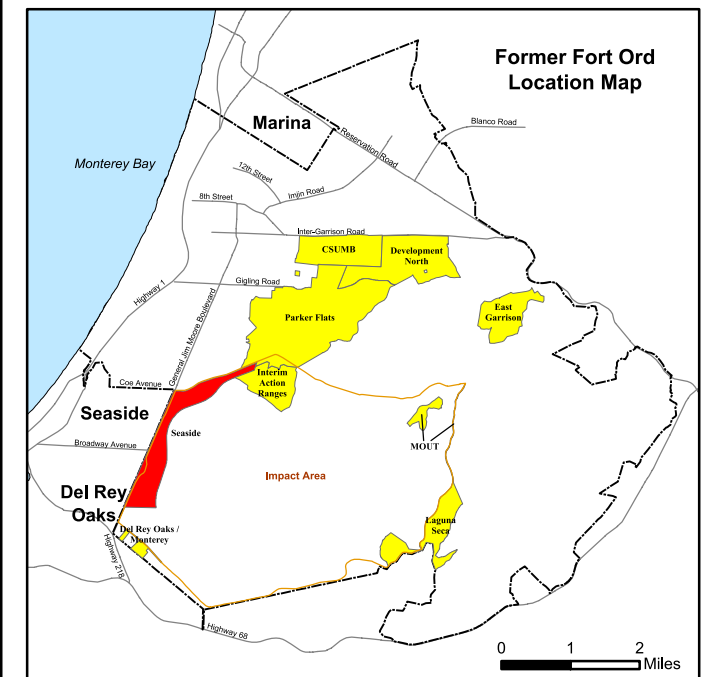 Former Fort Ord
Location Map
Marina
Blanco Road
Reservation Road
Monterey Bay
12th Street
Imjin Road
8th Street
Inter-Garrison Road
CSUMB
Development
North
Gigling Road
Highway 1
General Jim Moore Boulevard
East
Garrison
Parker Flats
Interim
Action
Ranges
Coe Avenue
Seaside
Seaside
MOUT
Broadway Avenue
Impact Area
Del Rey
Oaks
Laguna
Seca
Del Rey Oaks /
Monterey
Highway 218
Highway 68
0 1 2
Miles